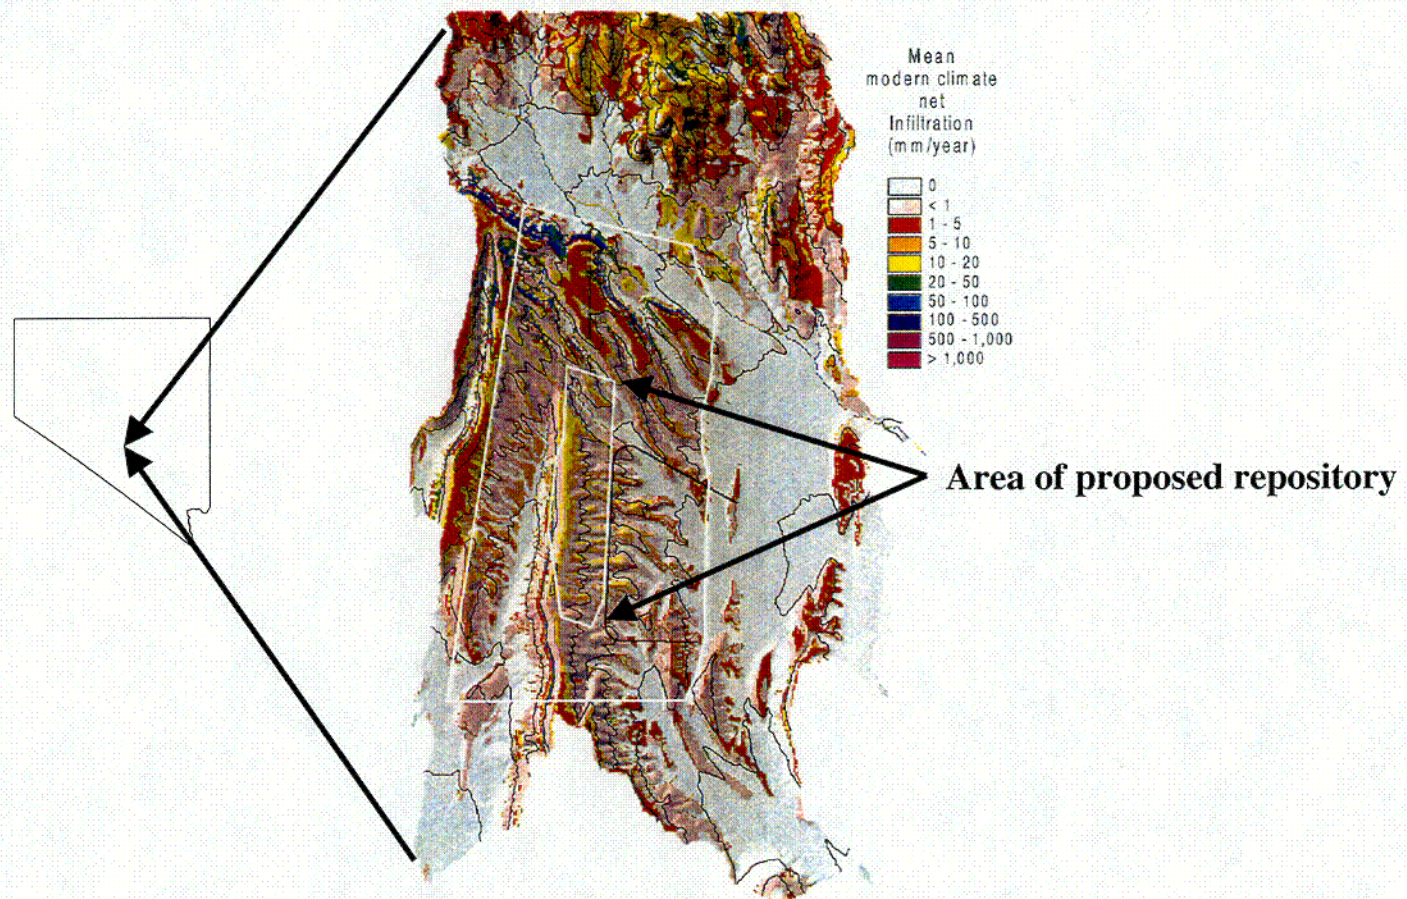 Mean
modern climate
net
Infiltration
(mm/year)
0
< 1
1 - 5
5 - 10
10 - 20
20 - 50
50 - 100
100 - 500
500 - 1,000
> 1,000
Area of proposed repository